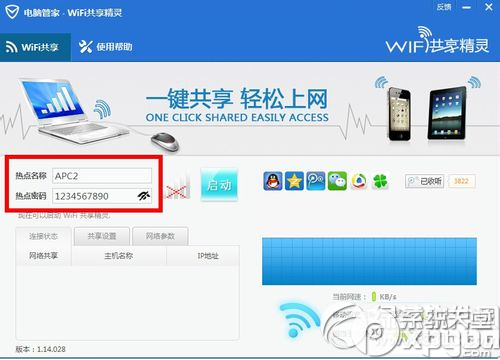 电脑管家 - WiFi共享精灵
反馈
WiFi共享
使用帮助
WIFI共享精灵
一键共享 轻松上网
ONE CLICK SHARED EASILY ACCESS
热点名称 APC2
热点密码 1234567890
启动
已收听 3822
现在可以启动 WiFi 共享精灵.
连接状态 共享设置 网络参数
网络共享 主机名称 IP地址
当前网速: KB/s
版本: 1.14.028
系统天堂